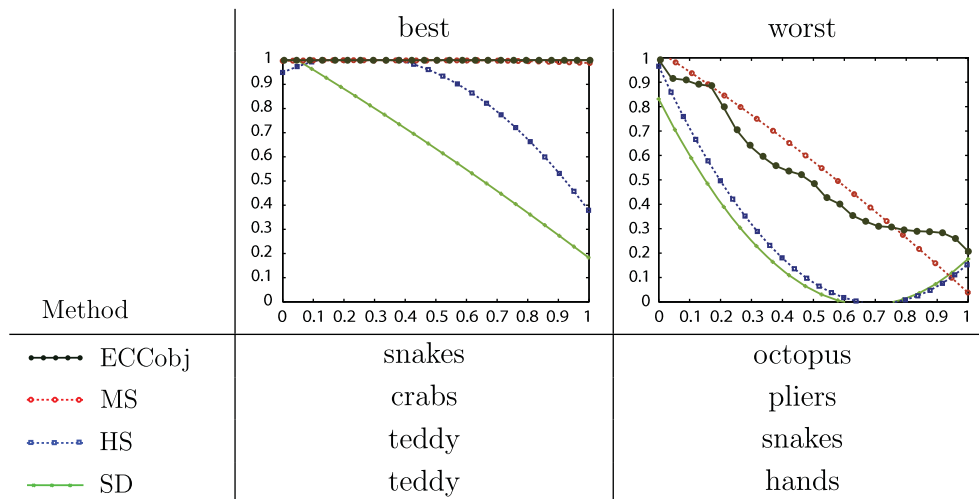 best worst
1 1
0.9 0.9
0.8 0.8
0.7 0.7
0.6 0.6
0.5 0.5
0.4 0.4
0.3 0.3
0.2 0.2
0.1 0.1
0 0
0 0.1 0.2 0.3 0.4 0.5 0.6 0.7 0.8 0.9 1 0 0.1 0.2 0.3 0.4 0.5 0.6 0.7 0.8 0.9 1
Method
ECCobj snakes octopus
MS crabs pliers
HS teddy snakes
SD teddy hands